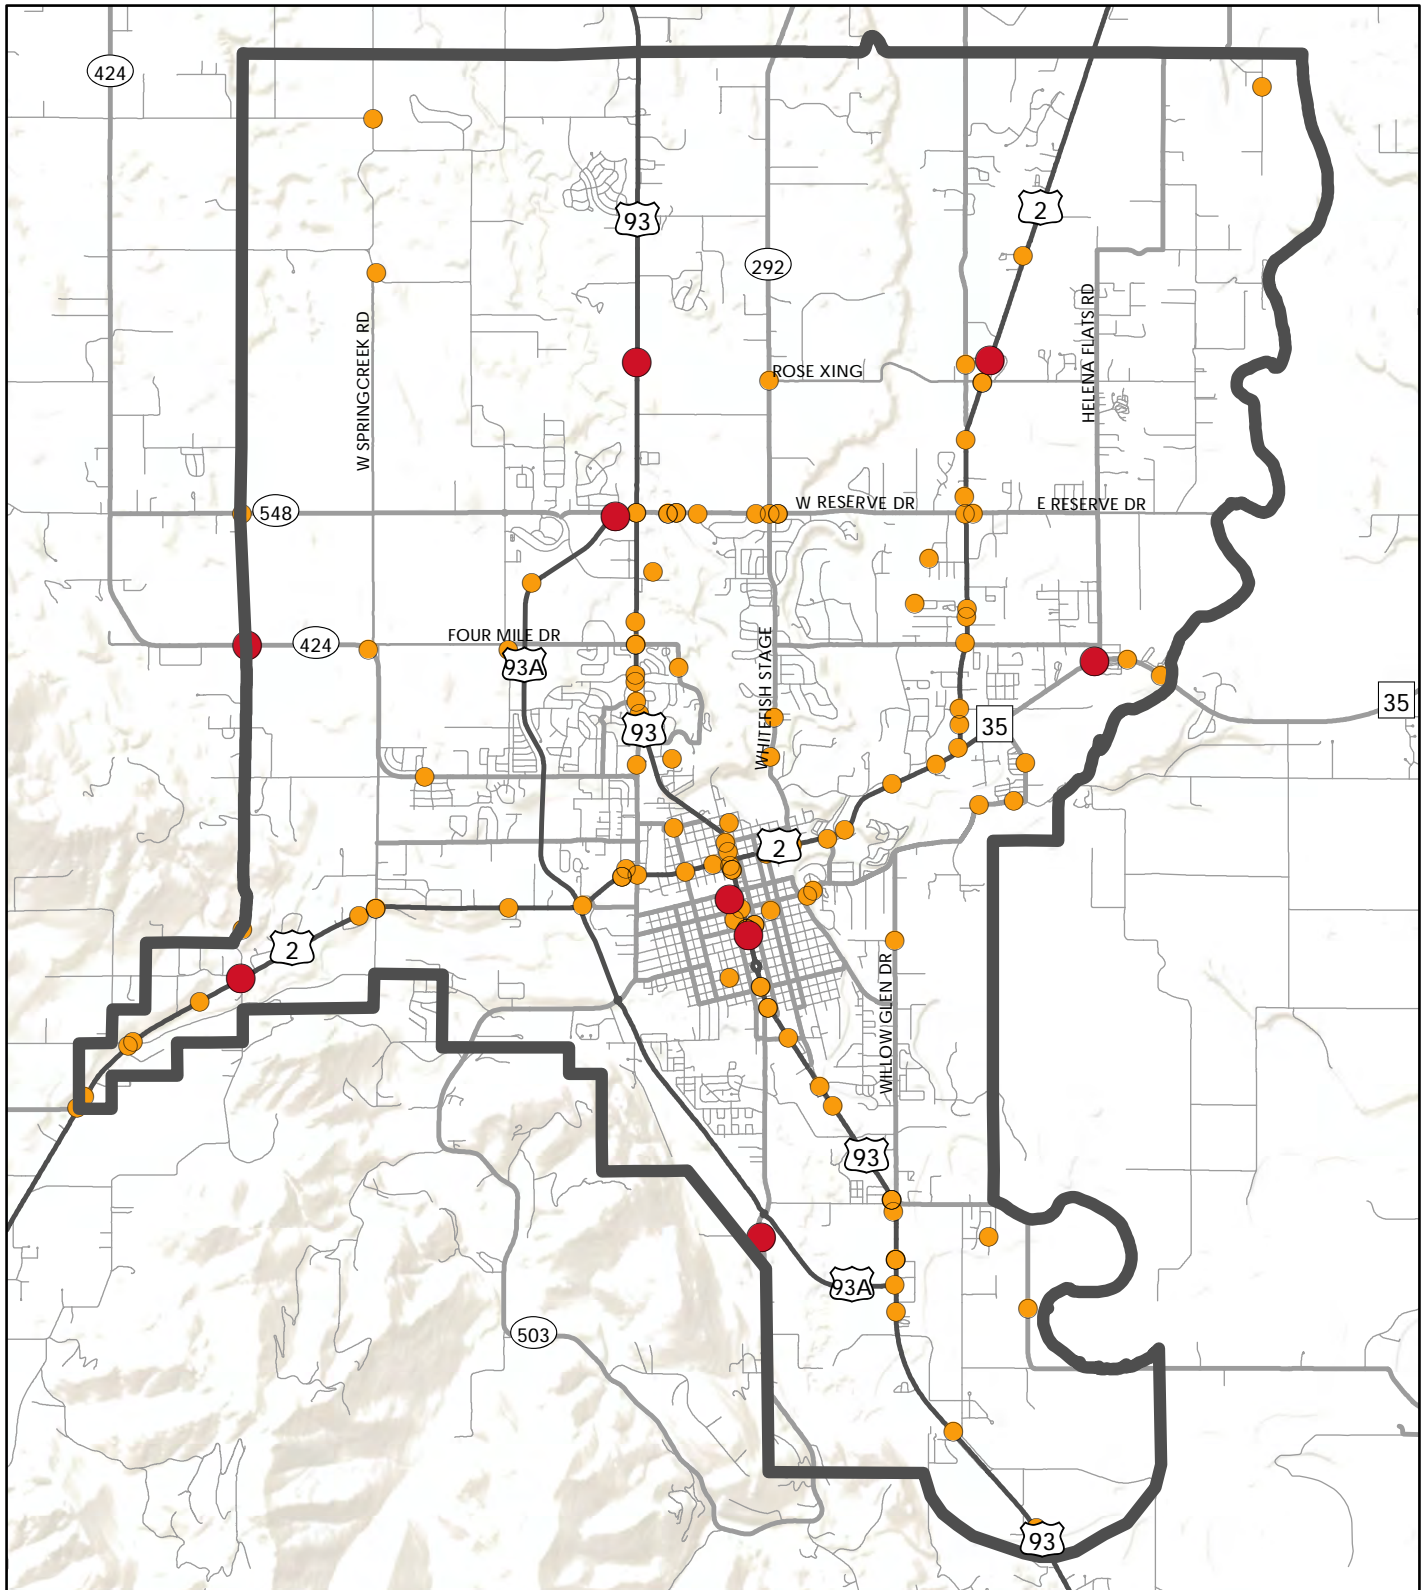 424
93
2
292
W SPRINGCREEK RD
HELENA FLATS RD
ROSE XING
548
W RESERVE DR
E RESERVE DR
424
FOUR MILE DR
93A
WHITEFISH STAGE
35
35
93
2
2
WILLOW GLEN DR
93
93A
503
93